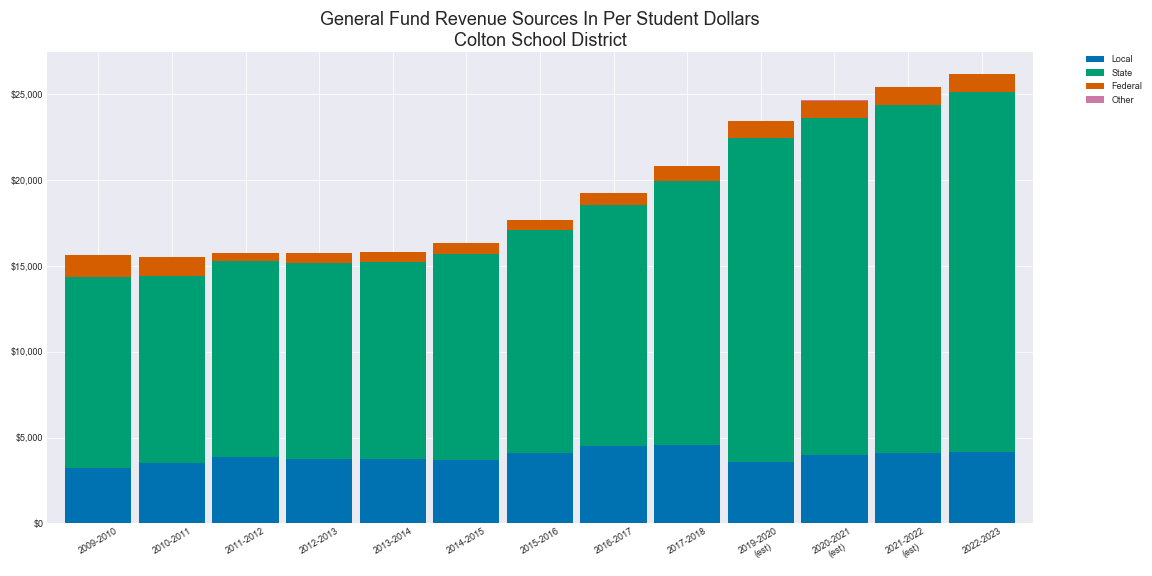 General Fund Revenue Sources In Per Student Dollars
Colton School District
Local
State
Federal
Other
$25,000
$20,000
$15,000
$10,000
$5,000
$0
2009-2010
2010-2011
2011-2012
2012-2013
2013-2014
2014-2015
2015-2016
2016-2017
2017-2018
2019-2020
(est)
2020-2021
(est)
2021-2022
(est)
2022-2023